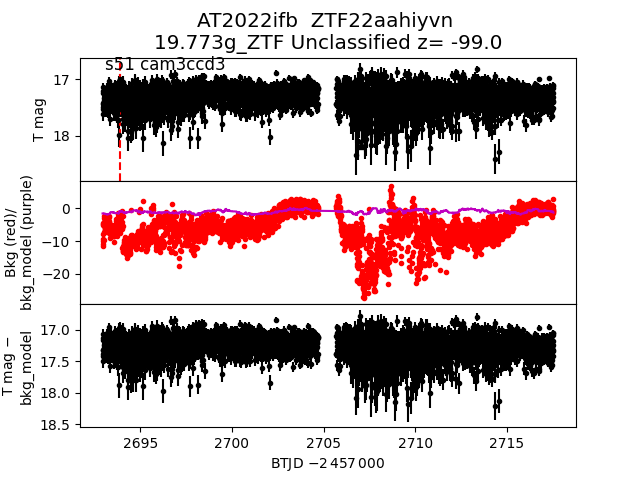 AT2022ifb  ZTF22aahiyvn
19.773g_ZTF Unclassified z= -99.0
s51 cam3ccd3
T mag
17
18
Bkg (red)/
bkg_model (purple)
0
−10
−20
T mag −
bkg_model
17.0
17.5
18.0
18.5
2695
2700
2705
2710
2715
BTJD −2 457 000